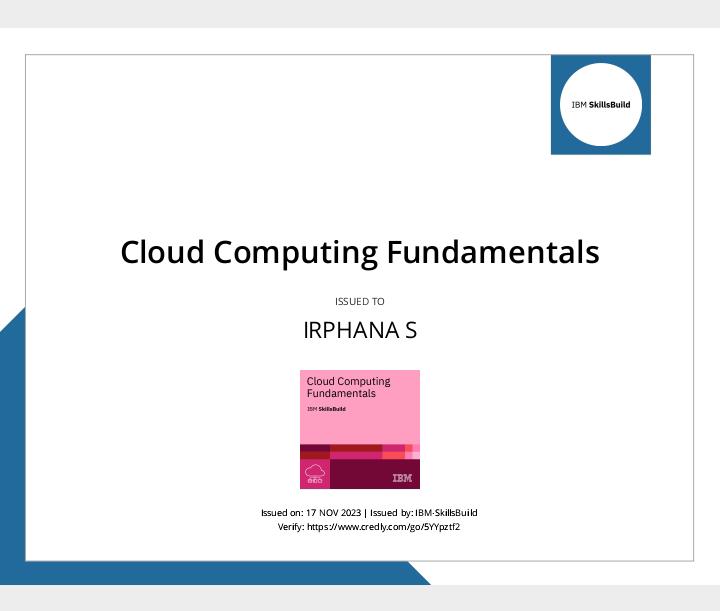 IBM SkillsBuild
Cloud Computing Fundamentals
ISSUED TO
IRPHANA S
Cloud Computing
Fundamentals
IBM SkillsBuild
IBM
Issued on: 17 NOV 2023 | Issued by: IBM-SkillsBuild
Verify: https://www.credly.com/go/5YYpztf2